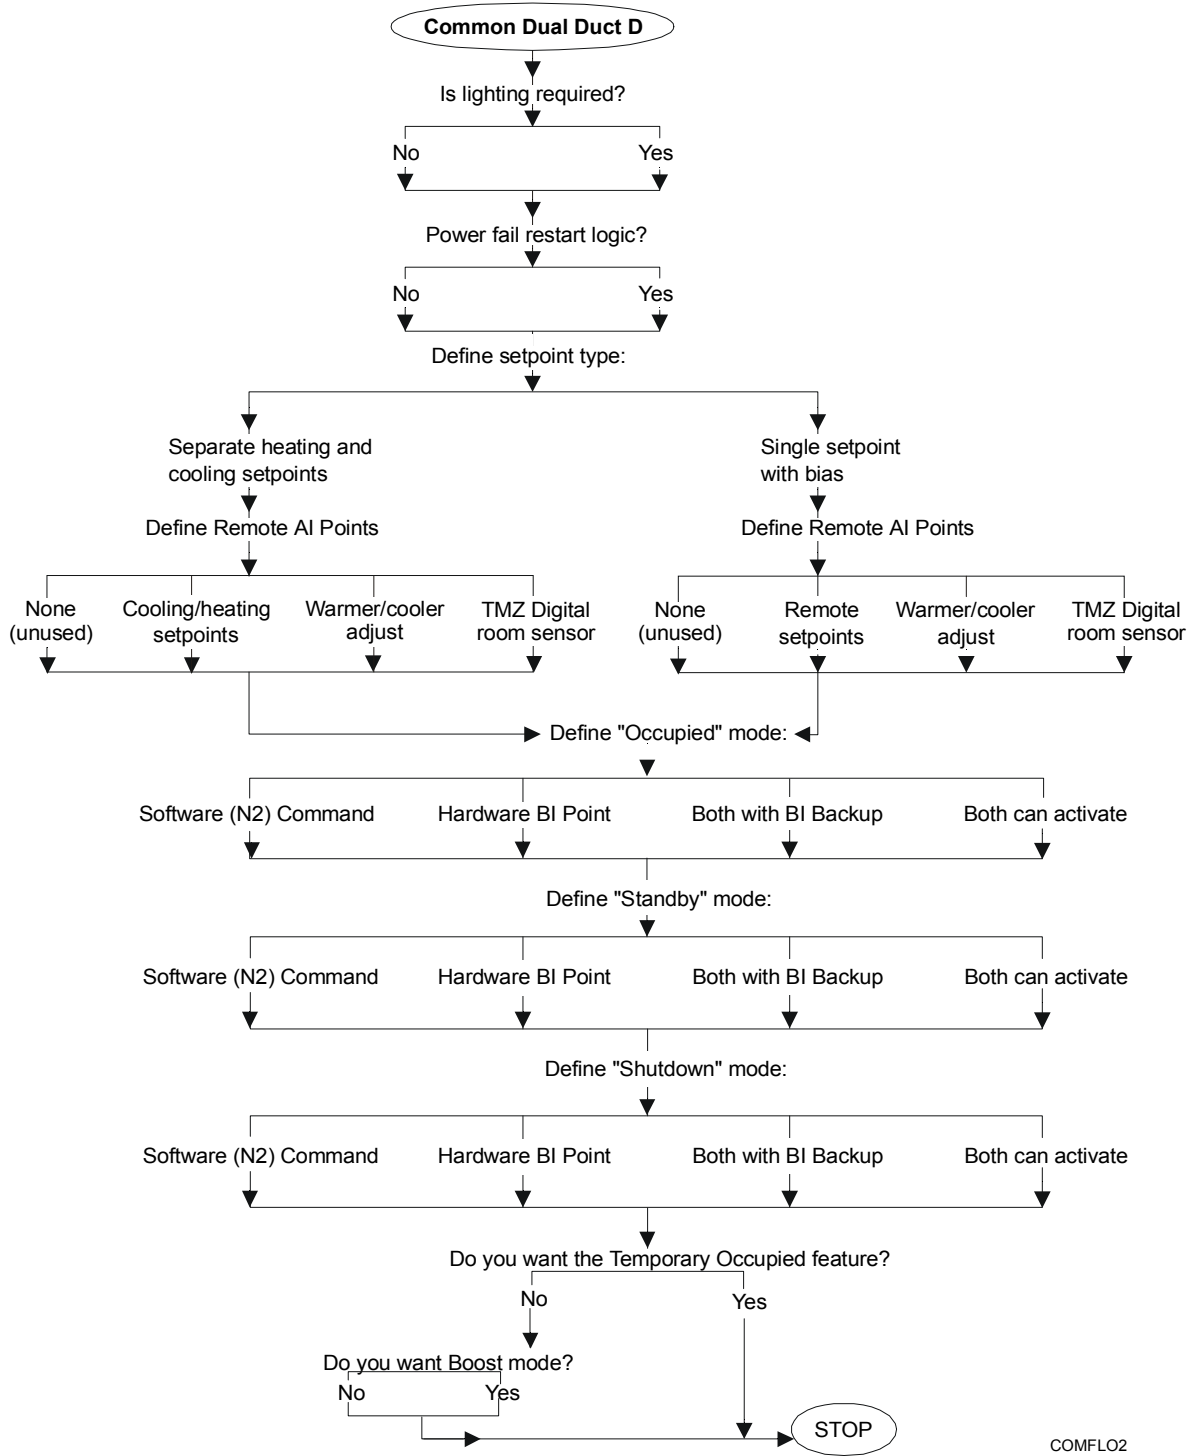 Common Dual Duct D
Is lighting required?
No
Yes
Power fail restart logic?
No
Yes
Define setpoint type:
Separate heating and
cooling setpoints
Single setpoint
with bias
Define Remote AI Points
Define Remote AI Points
None
(unused)
Cooling/heating
setpoints
Warmer/cooler
adjust
TMZ Digital
room sensor
None
(unused)
Remote
setpoints
Warmer/cooler
adjust
TMZ Digital
room sensor
Define "Occupied" mode:
Software (N2) Command
Hardware BI Point
Both with BI Backup
Both can activate
Define "Standby" mode:
Software (N2) Command
Hardware BI Point
Both with BI Backup
Both can activate
Define "Shutdown" mode:
Software (N2) Command
Hardware BI Point
Both with BI Backup
Both can activate
Do you want the Temporary Occupied feature?
No
Yes
Do you want Boost mode?
No
Yes
STOP
COMFLO2